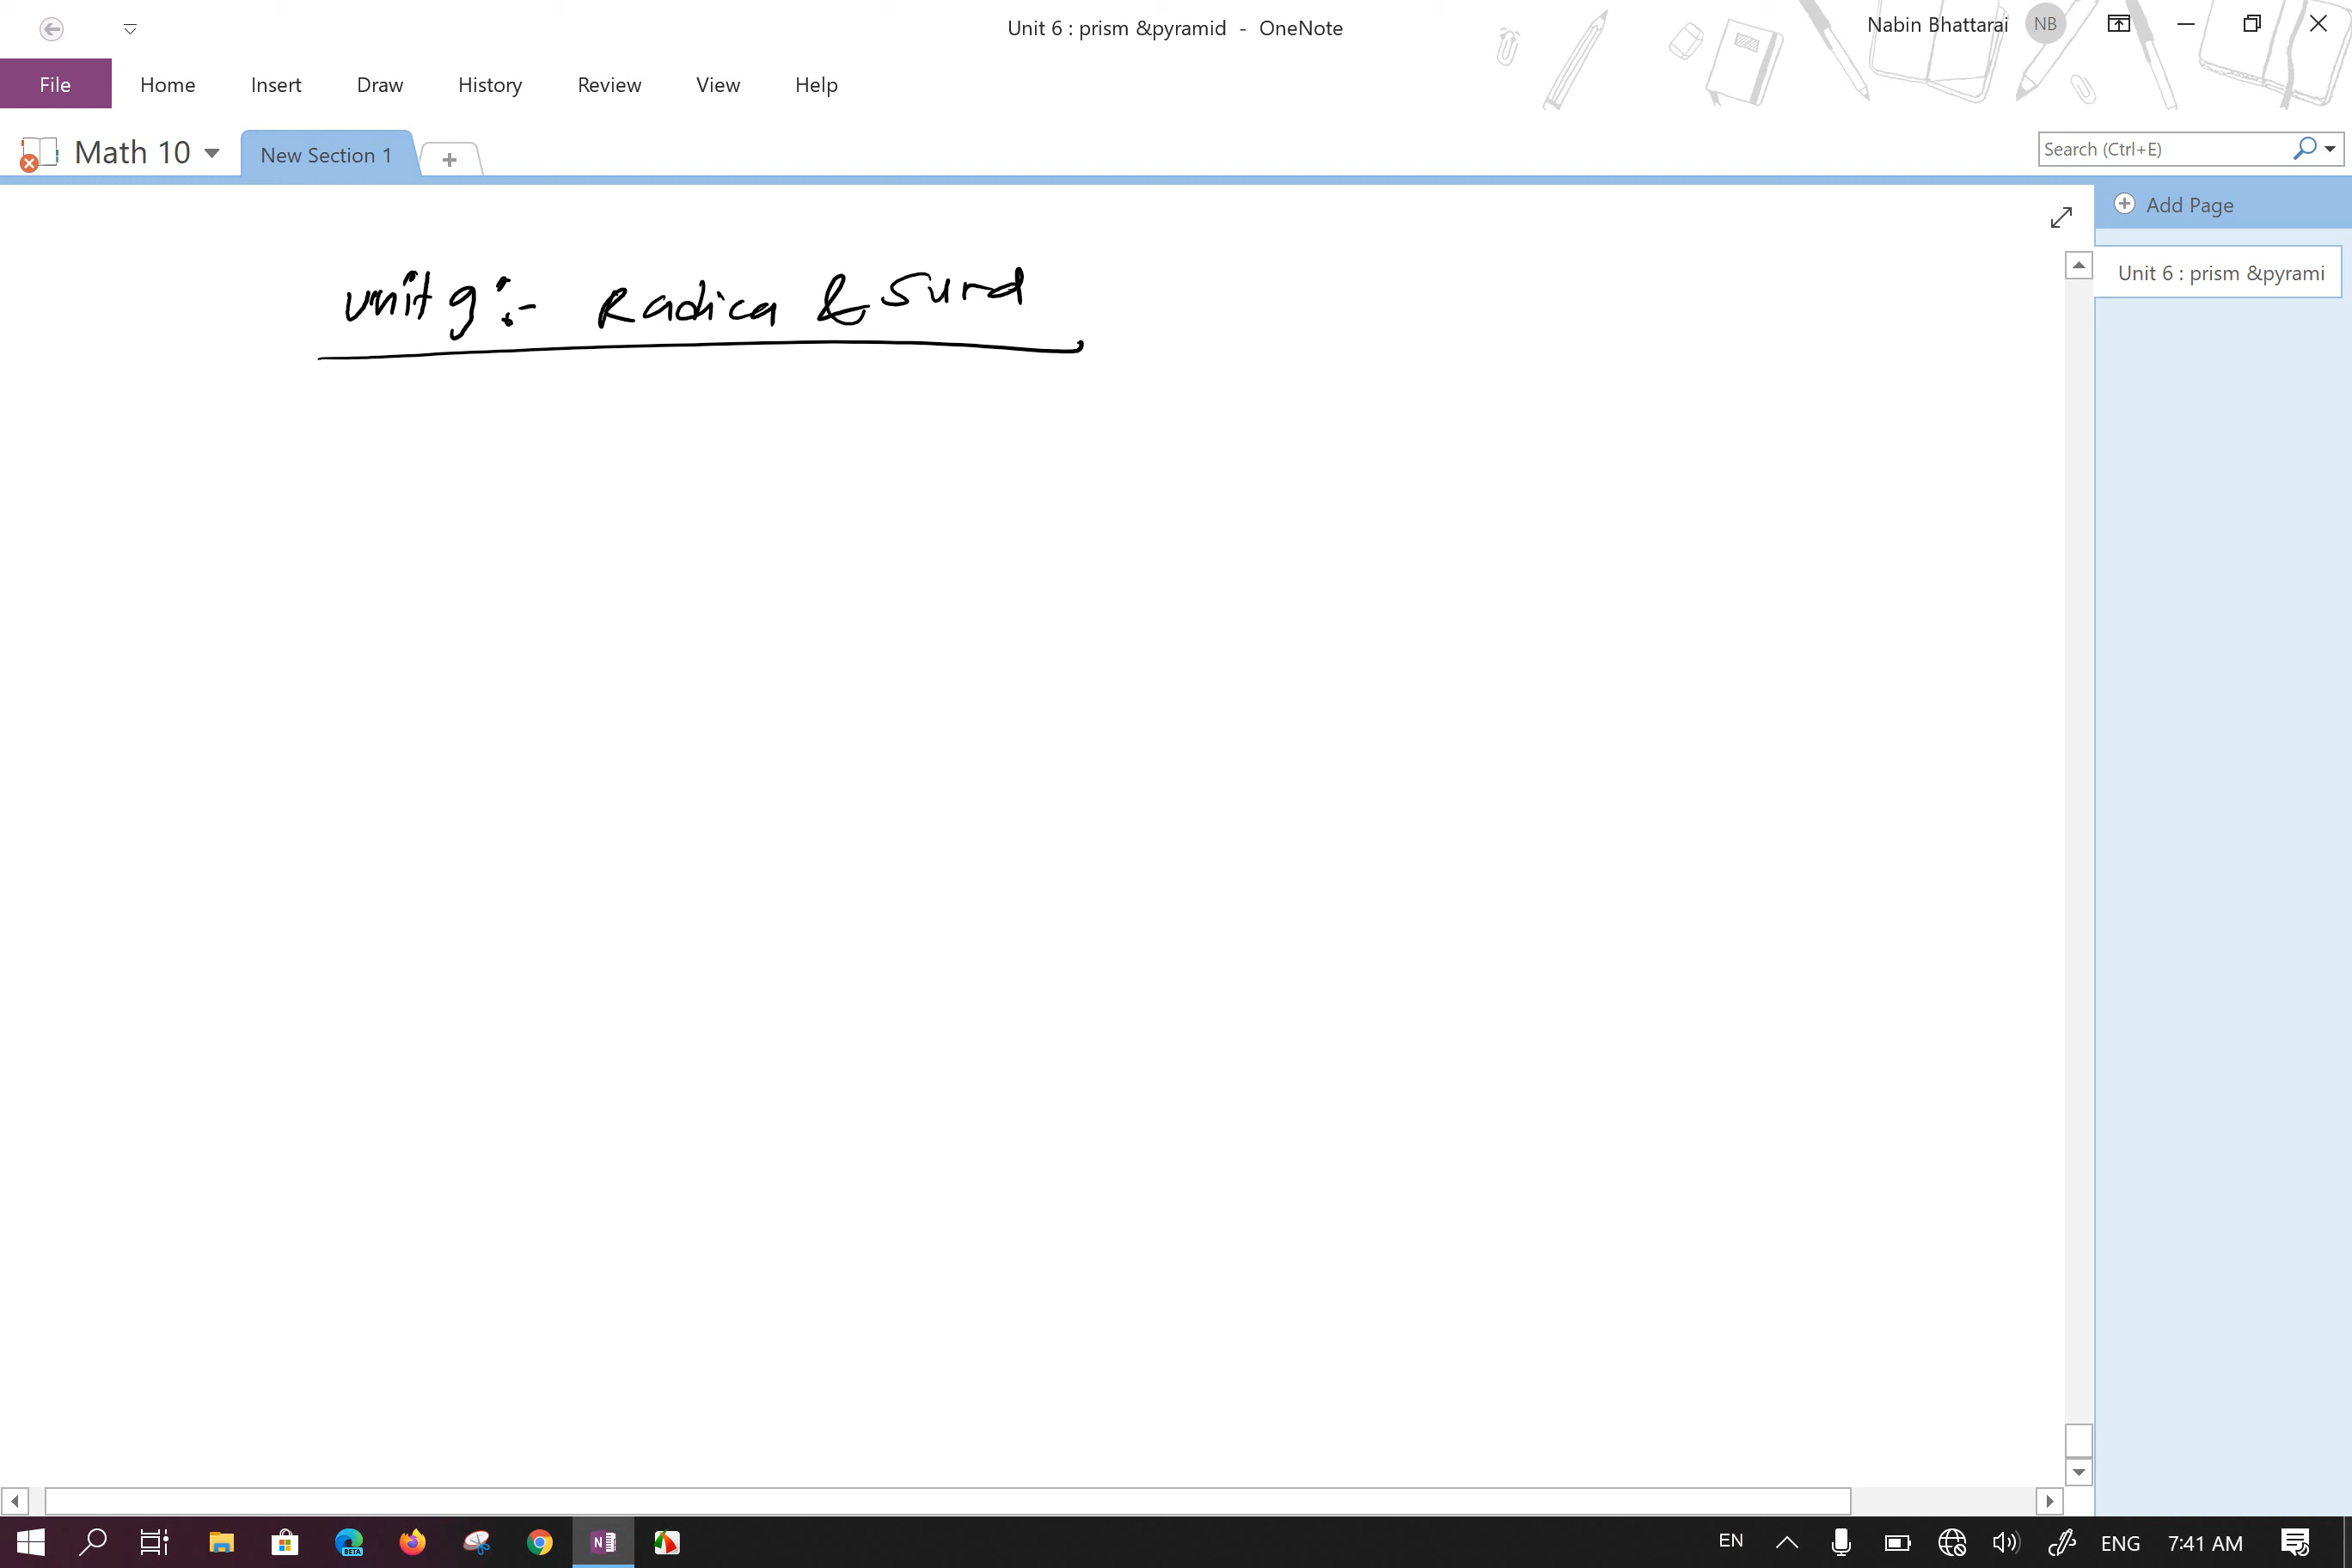 Unit 6 : prism &pyramid - OneNote
Nabin Bhattarai NB
File Home Insert Draw History Review View Help
Math 10 New Section 1
Search (Ctrl+E)
Add Page
Unit 6 : prism &pyrami
unit 9 :- Radica & Surd
BETA
N
EN
ENG
7:41 AM